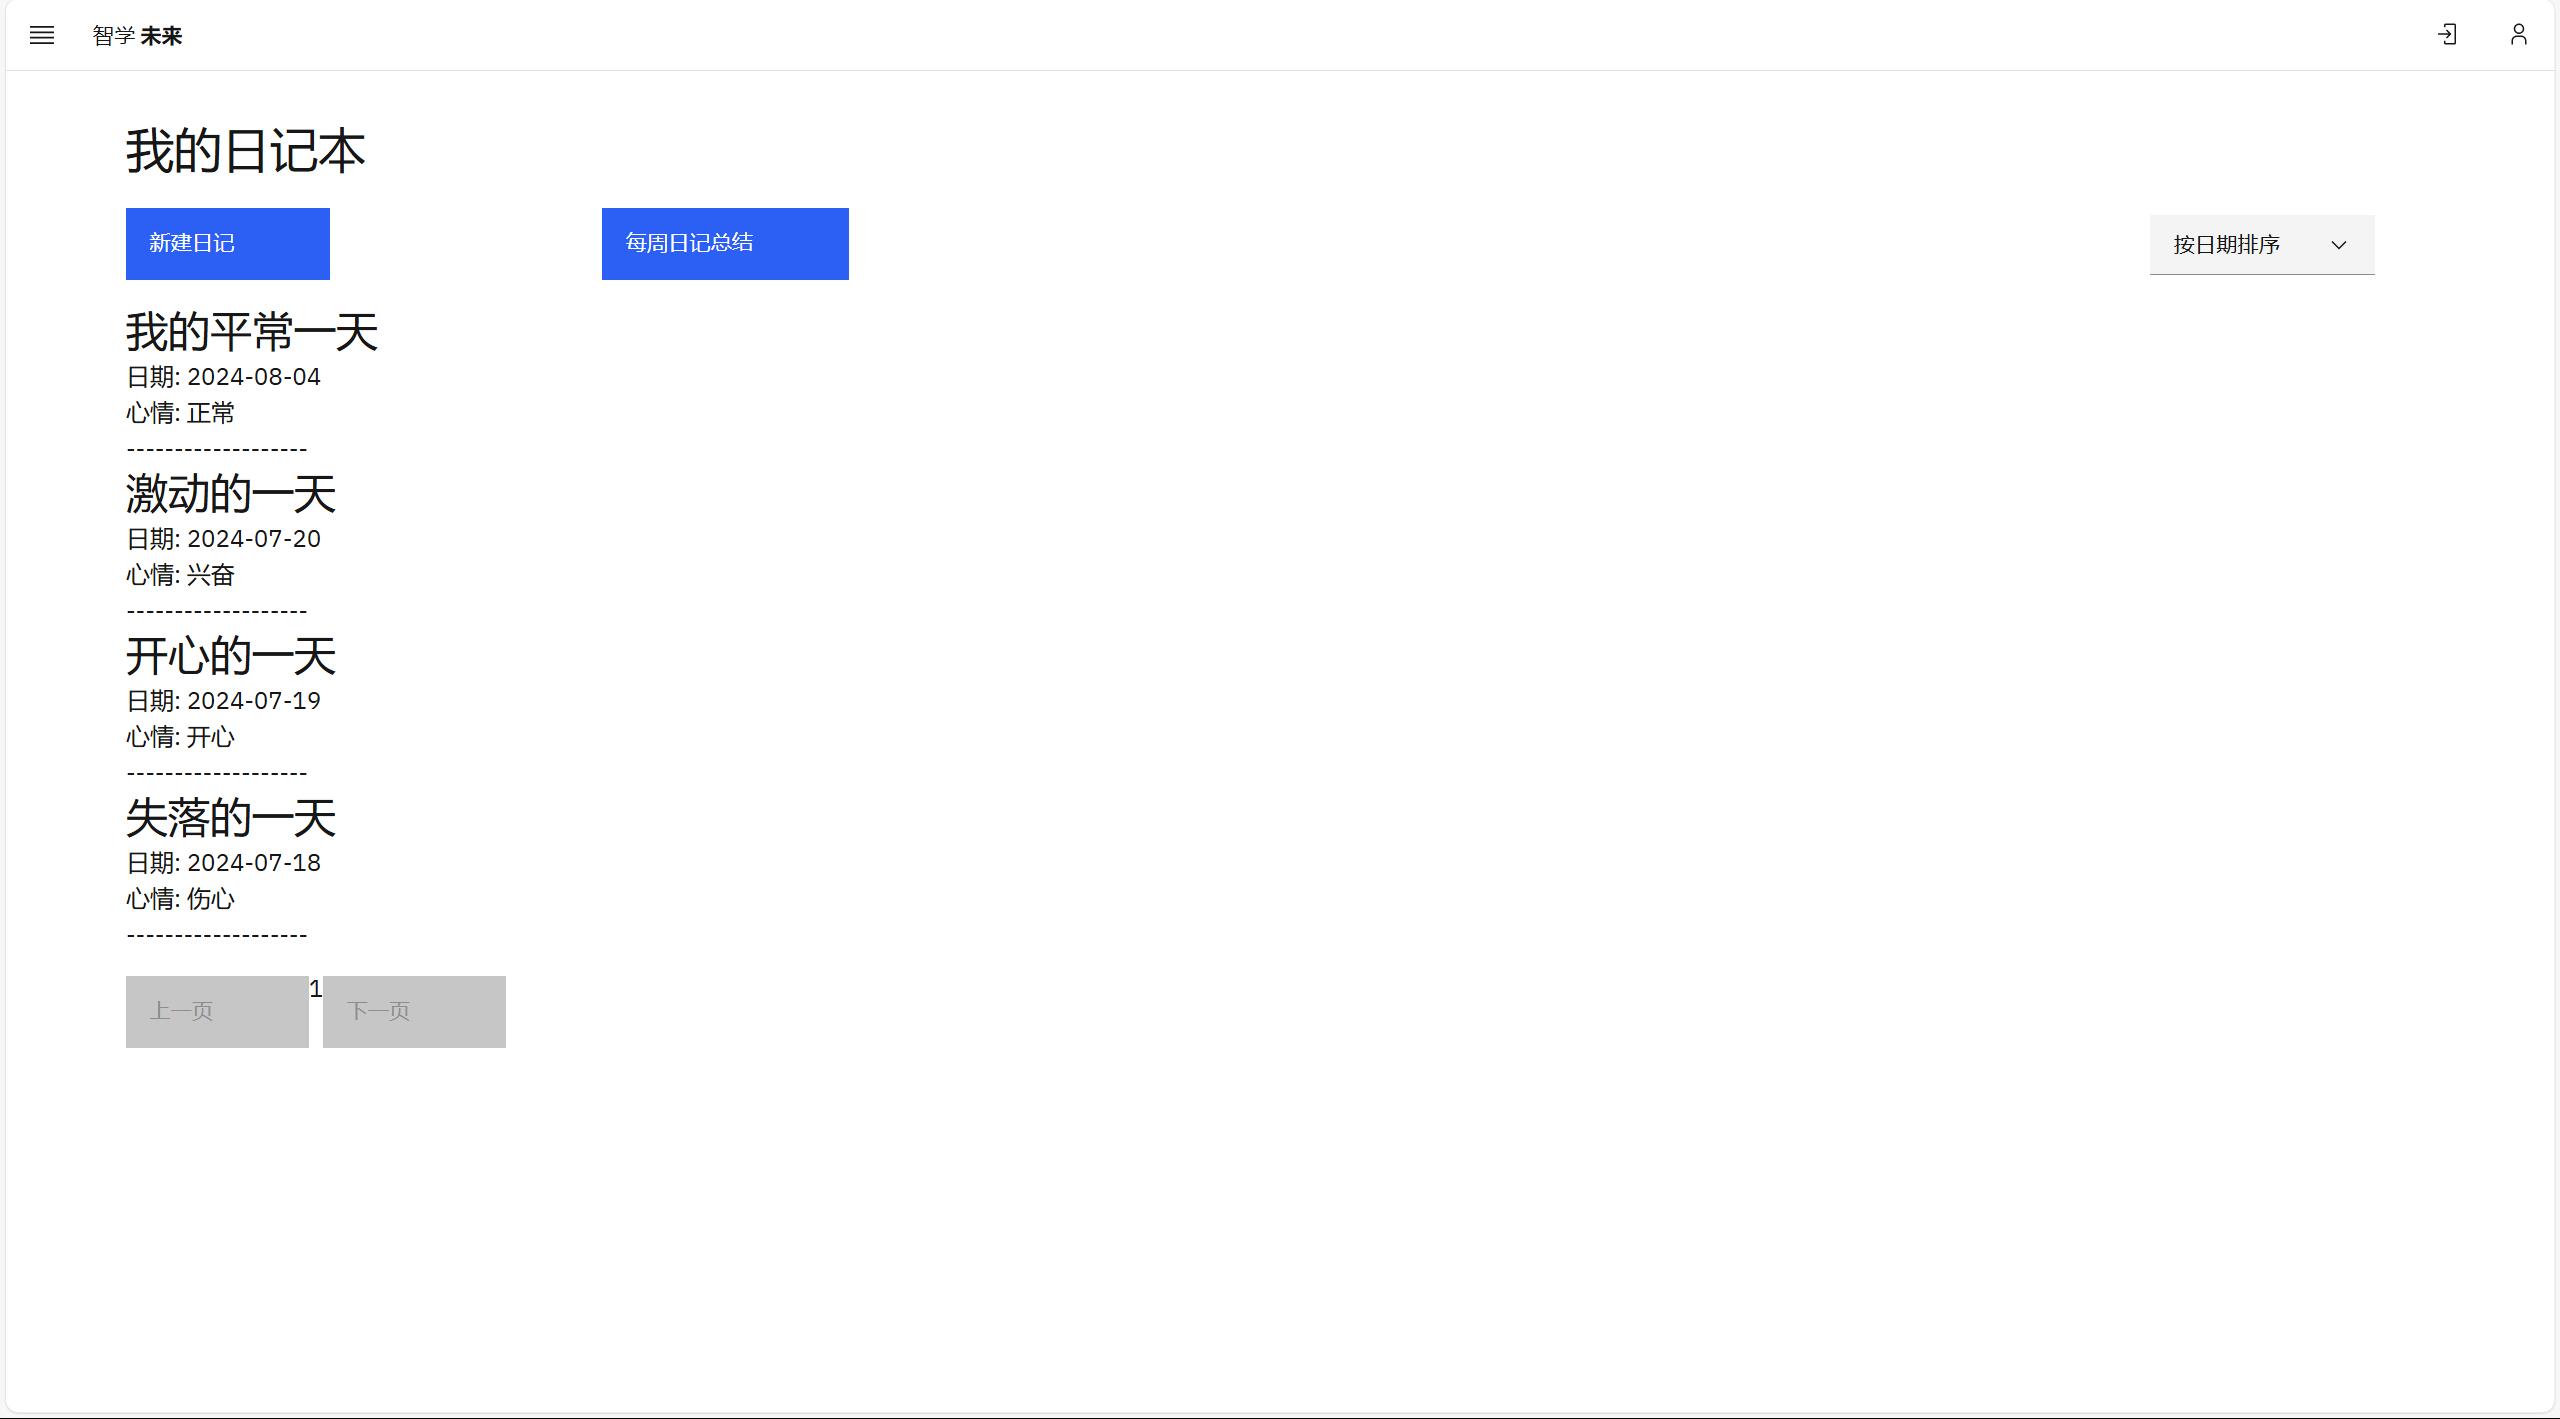 智学 未来
我的日记本
新建日记
每周日记总结
按日期排序
我的平常一天
日期: 2024-08-04
心情: 正常
-------------------
激动的一天
日期: 2024-07-20
心情: 兴奋
-------------------
开心的一天
日期: 2024-07-19
心情: 开心
-------------------
失落的一天
日期: 2024-07-18
心情: 伤心
-------------------
上一页 1 下一页